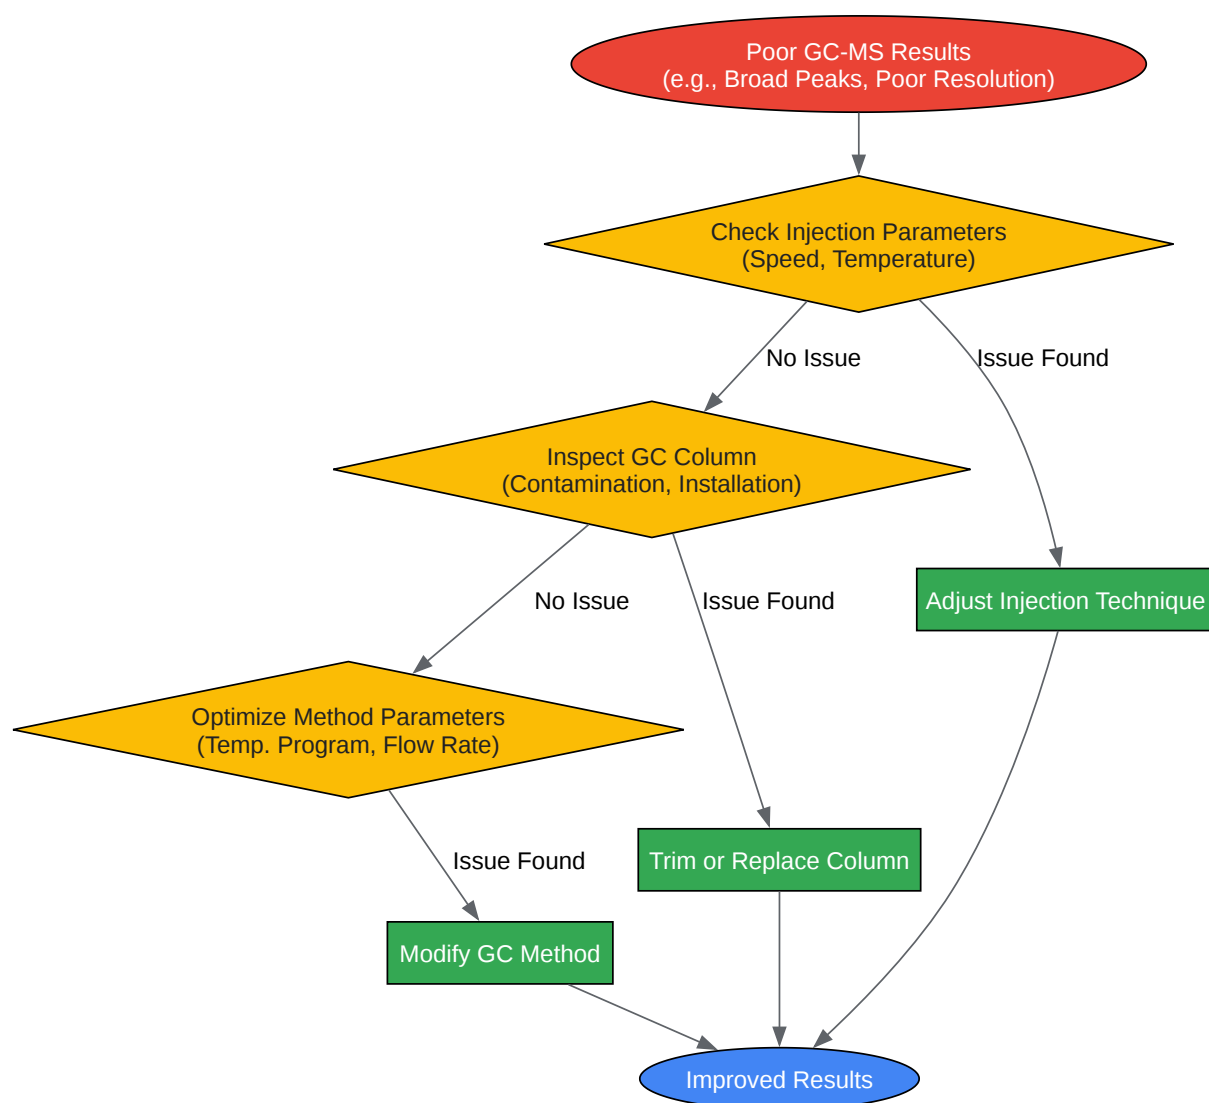 Poor GC-MS Results
(e.g., Broad Peaks, Poor Resolution)
Check Injection Parameters
(Speed, Temperature)
No Issue
Issue Found
Inspect GC Column
(Contamination, Installation)
No Issue
Issue Found
Adjust Injection Technique
Optimize Method Parameters
(Temp. Program, Flow Rate)
Issue Found
Trim or Replace Column
Modify GC Method
Improved Results